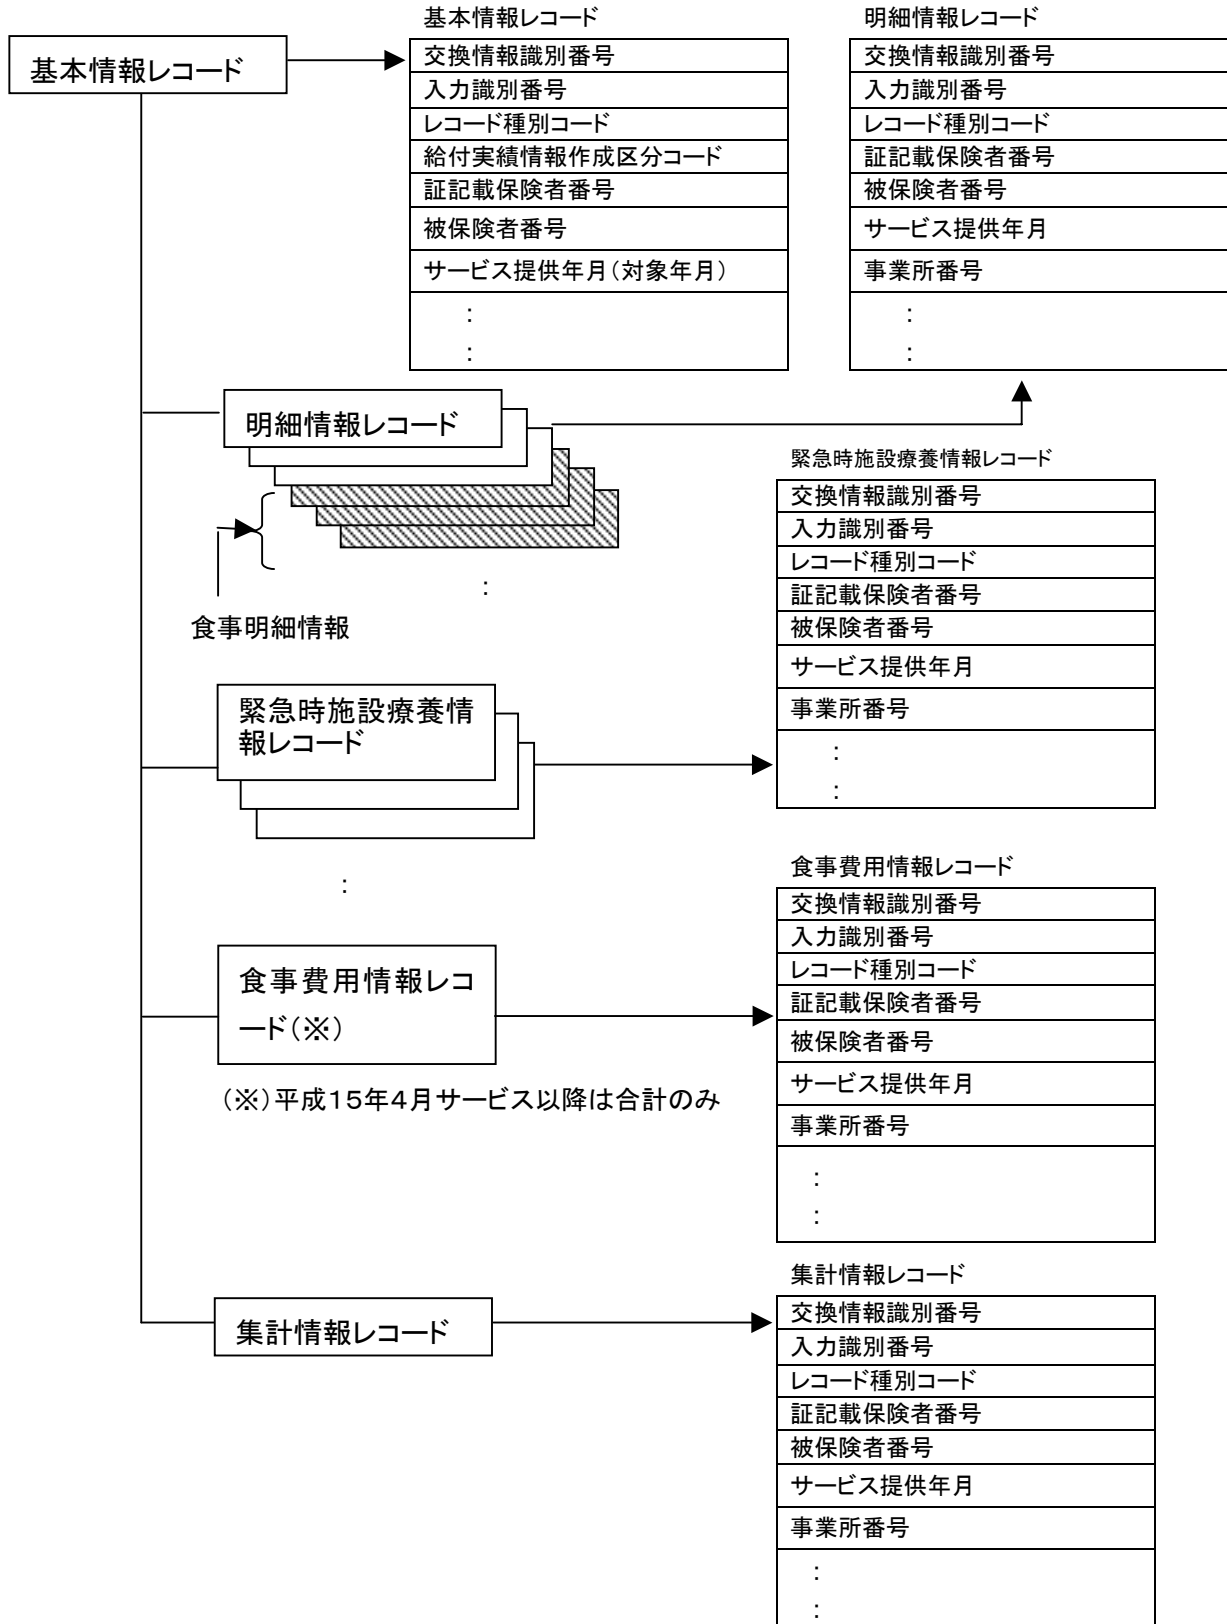 基本情報レコード
基本情報レコード
交換情報識別番号
入力識別番号
レコード種別コード
給付実績情報作成区分コード
証記載保険者番号
被保険者番号
サービス提供年月(対象年月)
:
:
明細情報レコード
交換情報識別番号
入力識別番号
レコード種別コード
証記載保険者番号
被保険者番号
サービス提供年月
事業所番号
:
:
明細情報レコード
:
食事明細情報
緊急時施設療養情報レコード
交換情報識別番号
入力識別番号
レコード種別コード
証記載保険者番号
被保険者番号
サービス提供年月
事業所番号
:
:
緊急時施設療養情
報レコード
:
食事費用情報レコード
交換情報識別番号
入力識別番号
レコード種別コード
証記載保険者番号
被保険者番号
サービス提供年月
事業所番号
:
:
食事費用情報レコ
ード(※)
(※)平成15年4月サービス以降は合計のみ
集計情報レコード
集計情報レコード
交換情報識別番号
入力識別番号
レコード種別コード
証記載保険者番号
被保険者番号
サービス提供年月
事業所番号
:
: